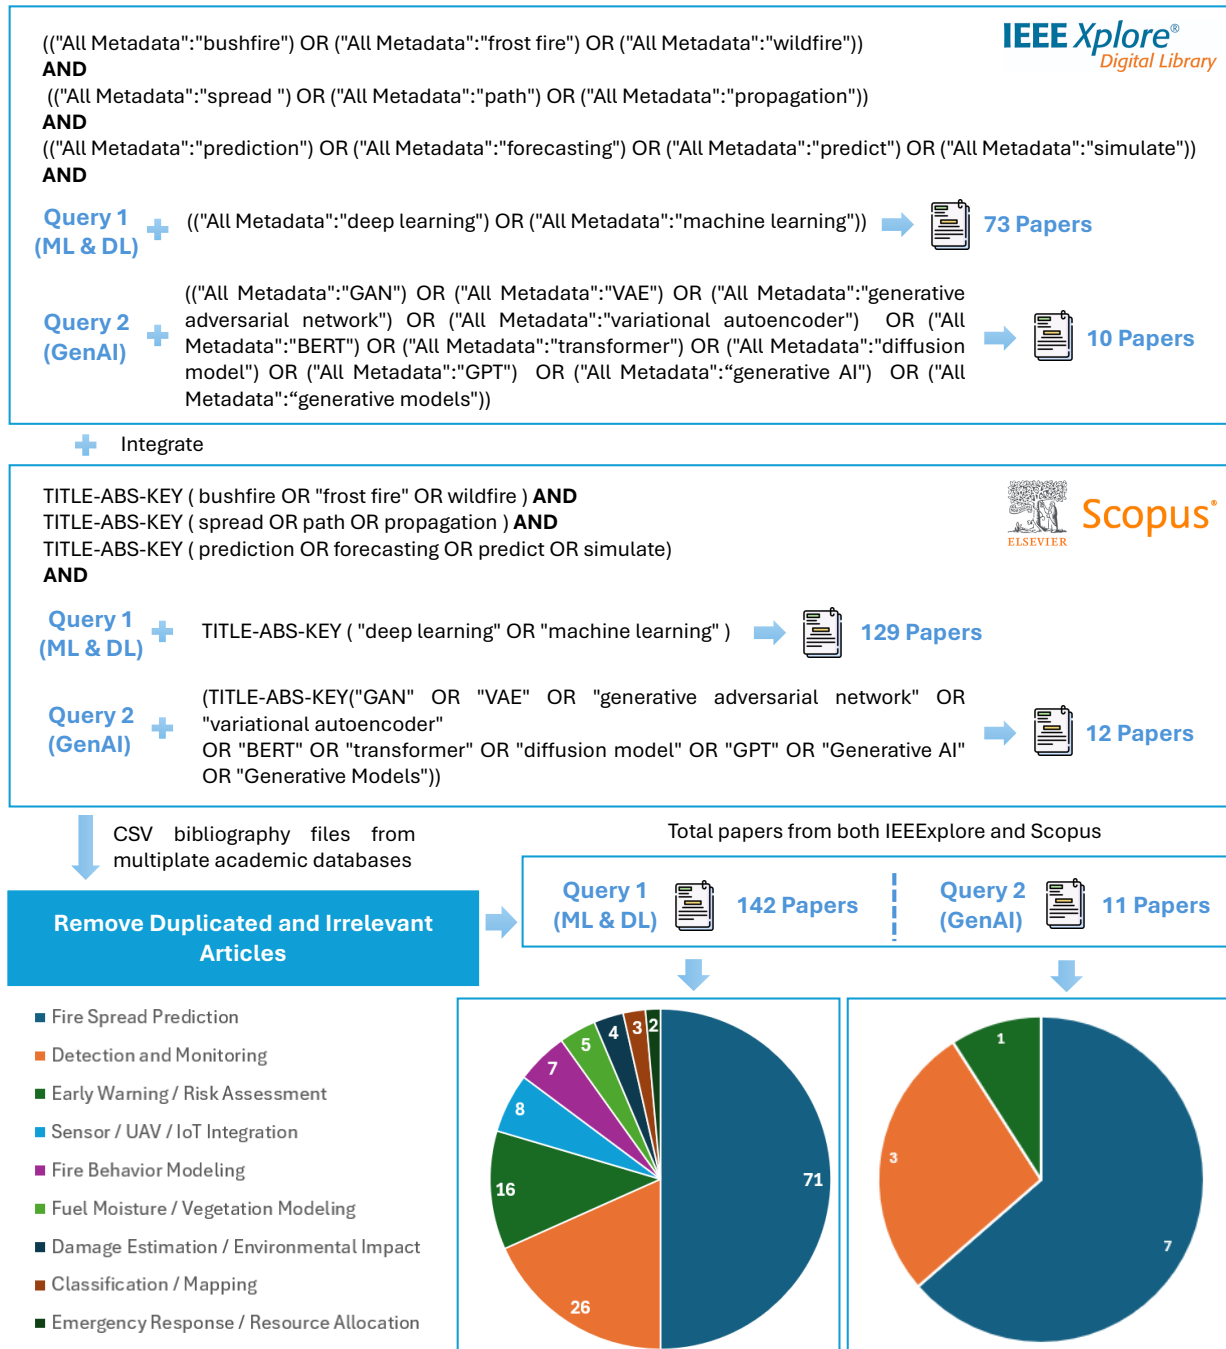 (("All Metadata":"bushfire") OR ("All Metadata":"frost fire") OR ("All Metadata":"wildfire"))
IEEE Xplore®
Digital Library
AND
(("All Metadata":"spread ") OR ("All Metadata":"path") OR ("All Metadata":"propagation"))
AND
(("All Metadata":"prediction") OR ("All Metadata":"forecasting") OR ("All Metadata":"predict") OR ("All Metadata":"simulate"))
AND
Query 1
(ML & DL)
(("All Metadata":"deep learning") OR ("All Metadata":"machine learning"))
73 Papers
Query 2
(GenAI)
(("All Metadata":"GAN") OR ("All Metadata":"VAE") OR ("All Metadata":"generative
adversarial network") OR ("All Metadata":"variational autoencoder") OR ("All
Metadata":"BERT") OR ("All Metadata":"transformer") OR ("All Metadata":"diffusion
model") OR ("All Metadata":"GPT") OR ("All Metadata":“generative AI") OR ("All
Metadata":“generative models"))
10 Papers
Integrate
TITLE-ABS-KEY ( bushfire OR "frost fire" OR wildfire ) AND
TITLE-ABS-KEY ( spread OR path OR propagation ) AND
TITLE-ABS-KEY ( prediction OR forecasting OR predict OR simulate)
AND
ELSEVIER
Scopus®
Query 1
(ML & DL)
TITLE-ABS-KEY ( "deep learning" OR "machine learning" )
129 Papers
Query 2
(GenAI)
(TITLE-ABS-KEY("GAN" OR "VAE" OR "generative adversarial network" OR
"variational autoencoder"
OR "BERT" OR "transformer" OR "diffusion model" OR "GPT" OR "Generative AI"
OR "Generative Models"))
12 Papers
CSV bibliography files from
multiplate academic databases
Total papers from both IEEExplore and Scopus
Remove Duplicated and Irrelevant
Articles
Query 1
(ML & DL)
142 Papers
Query 2
(GenAI)
11 Papers
Fire Spread Prediction
Detection and Monitoring
Early Warning / Risk Assessment
Sensor / UAV / IoT Integration
Fire Behavior Modeling
Fuel Moisture / Vegetation Modeling
Damage Estimation / Environmental Impact
Classification / Mapping
Emergency Response / Resource Allocation
71
26
16
8
7
5
4
3
2
7
3
1